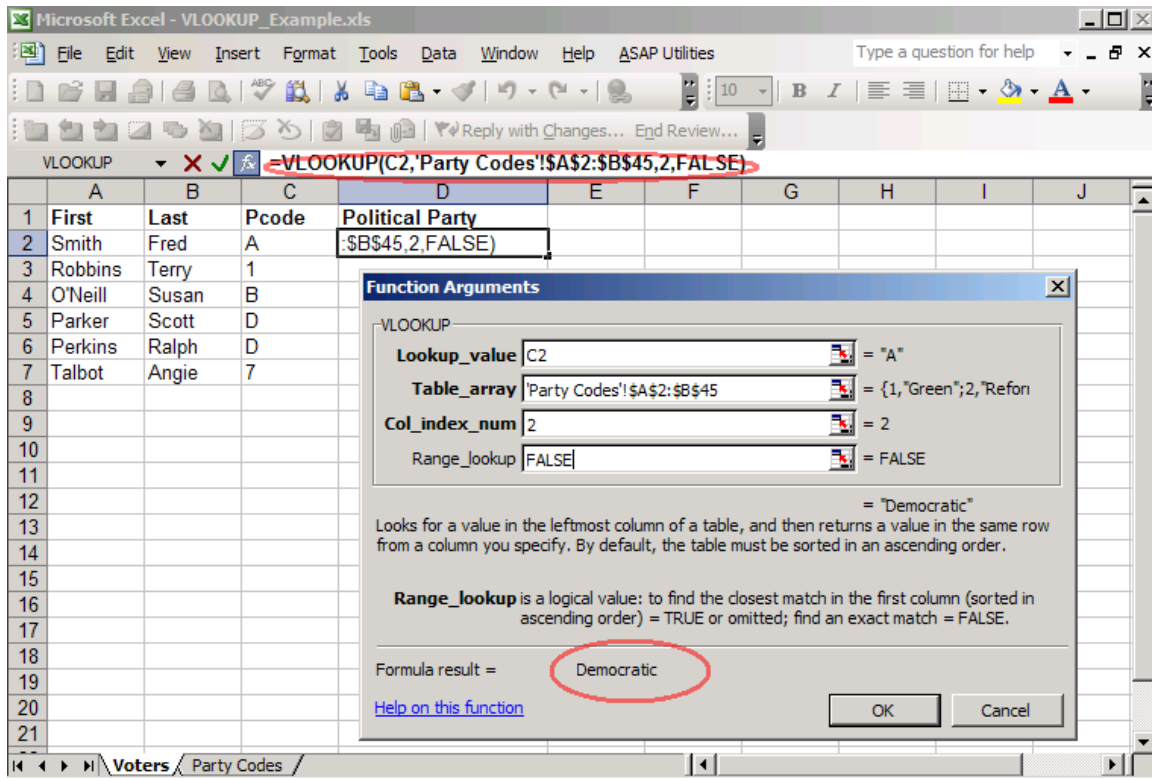 Microsoft Excel - VLOOKUP_Example.xls
File Edit View Insert Format Tools Data Window Help ASAP Utilities Type a question for help
ABC 10 B I A
Reply with Changes... End Review...
VLOOKUP fx =VLOOKUP(C2,'Party Codes'!$A$2:$B$45,2,FALSE)
A B C D E F G H I J
1 First Last Pcode Political Party
2 Smith Fred A :$B$45,2,FALSE)
3 Robbins Terry 1
4 O'Neill Susan B
5 Parker Scott D
6 Perkins Ralph D
7 Talbot Angie 7
8
9
10
11
12
13
14
15
16
17
18
19
20
21
Function Arguments
VLOOKUP
Lookup_value C2 = "A"
Table_array 'Party Codes'!$A$2:$B$45 = {1,"Green";2,"Reforr
Col_index_num 2 = 2
Range_lookup FALSE = FALSE
= "Democratic"
Looks for a value in the leftmost column of a table, and then returns a value in the same row
from a column you specify. By default, the table must be sorted in an ascending order.
Range_lookup is a logical value: to find the closest match in the first column (sorted in
ascending order) = TRUE or omitted; find an exact match = FALSE.
Formula result = Democratic
Help on this function
OK Cancel
Voters Party Codes